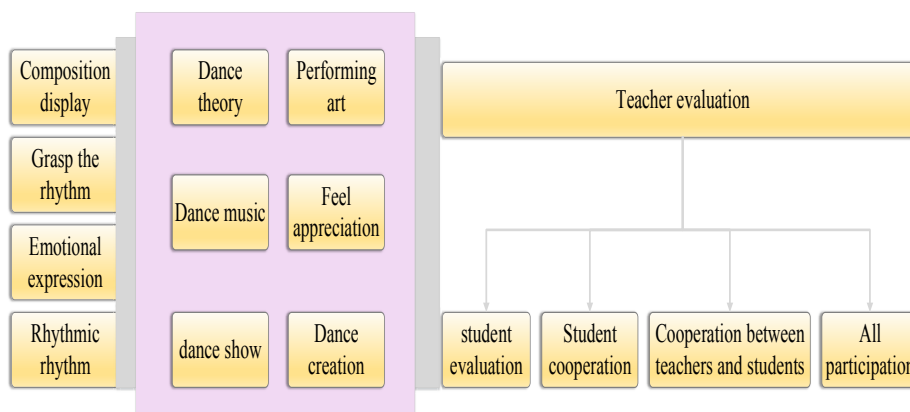 Composition
display
Grasp the
rhythm
Emotional
expression
Rhythmic
rhythm
Dance
theory
Performing
art
Dance music
Feel
appreciation
dance show
Dance
creation
Teacher evaluation
student
evaluation
Student
cooperation
Cooperation between
teachers and students
All
participation